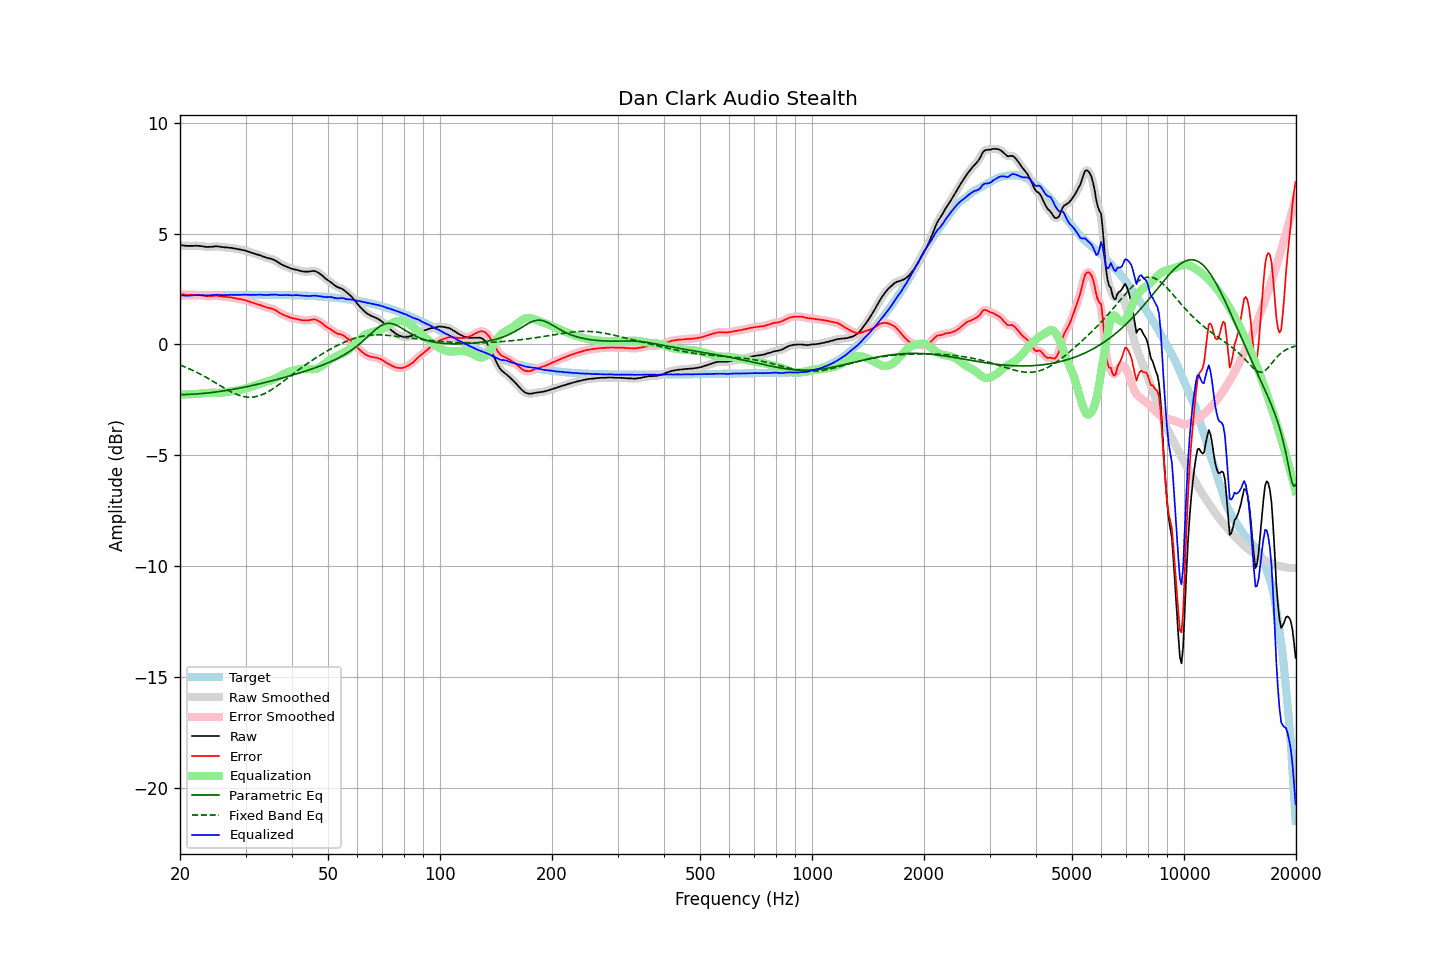 Dan Clark Audio Stealth
Amplitude (dBr)
10
5
0
−5
−10
−15
−20
Target
Raw Smoothed
Error Smoothed
Raw
Error
Equalization
Parametric Eq
Fixed Band Eq
Equalized
20 50 100 200 500 1000 2000 5000 10000 20000
Frequency (Hz)